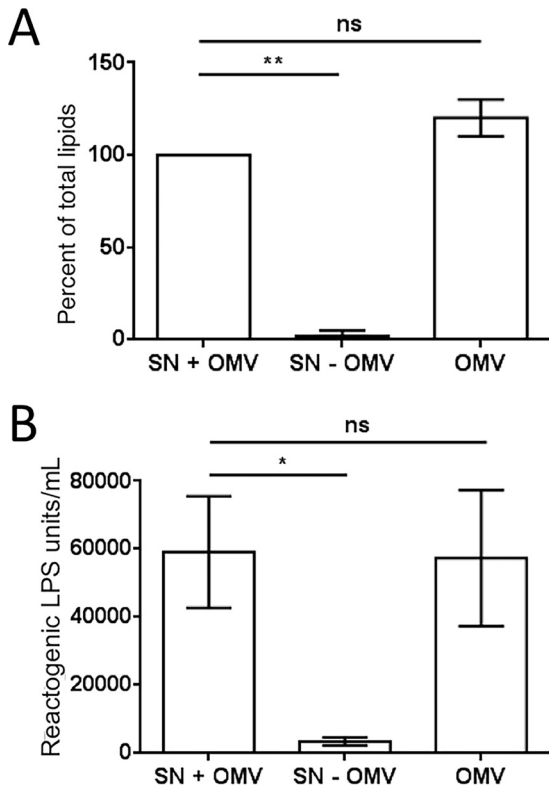 A
ns
**
150
100
50
0
Percent of total lipids
SN + OMV SN - OMV OMV
B
ns
*
80000
60000
40000
20000
0
Reactogenic LPS units/mL
SN + OMV SN - OMV OMV